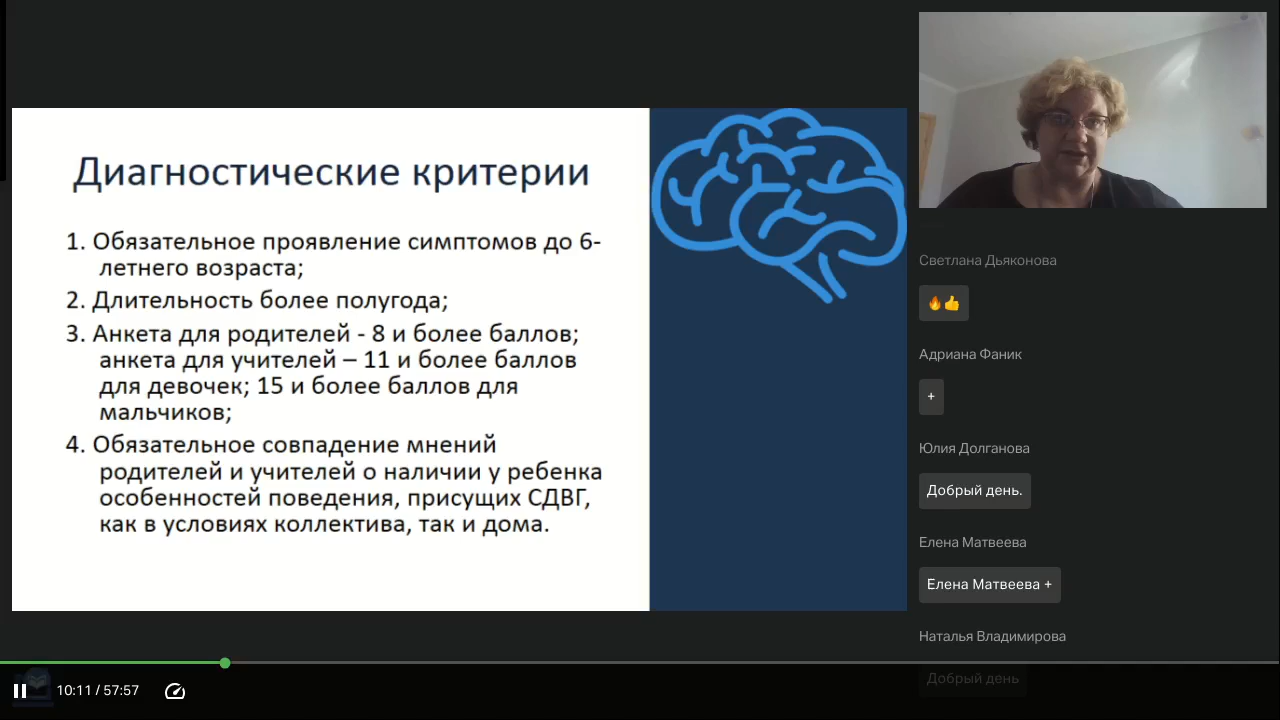 Диагностические критерии
1. Обязательное проявление симптомов до 6-
летнего возраста;
2. Длительность более полугода;
3. Анкета для родителей - 8 и более баллов;
анкета для учителей – 11 и более баллов
для девочек; 15 и более баллов для
мальчиков;
4. Обязательное совпадение мнений
родителей и учителей о наличии у ребенка
особенностей поведения, присущих СДВГ,
как в условиях коллектива, так и дома.
Светлана Дьяконова
🔥👍
Адриана Фаник
+
Юлия Долганова
Добрый день.
Елена Матвеева
Елена Матвеева +
Наталья Владимирова
Добрый день
10:11 / 57:57